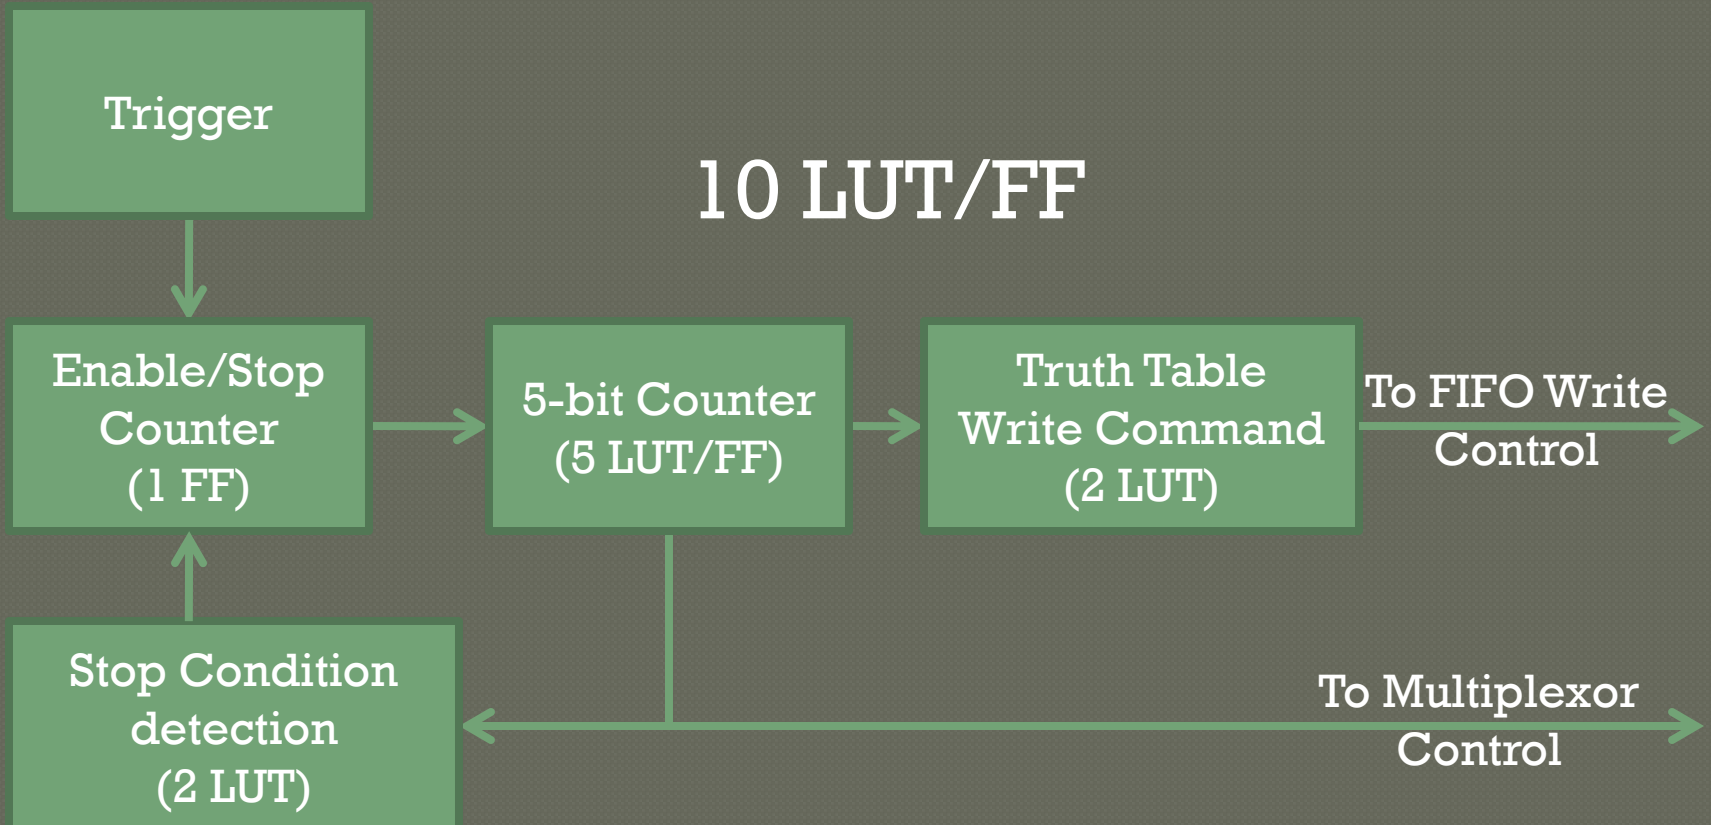 Trigger
10 LUT/FF
Enable/Stop
Counter
(1 FF)
5-bit Counter
(5 LUT/FF)
Truth Table
Write Command
(2 LUT)
To FIFO Write
Control
Stop Condition
detection
(2 LUT)
To Multiplexor
Control